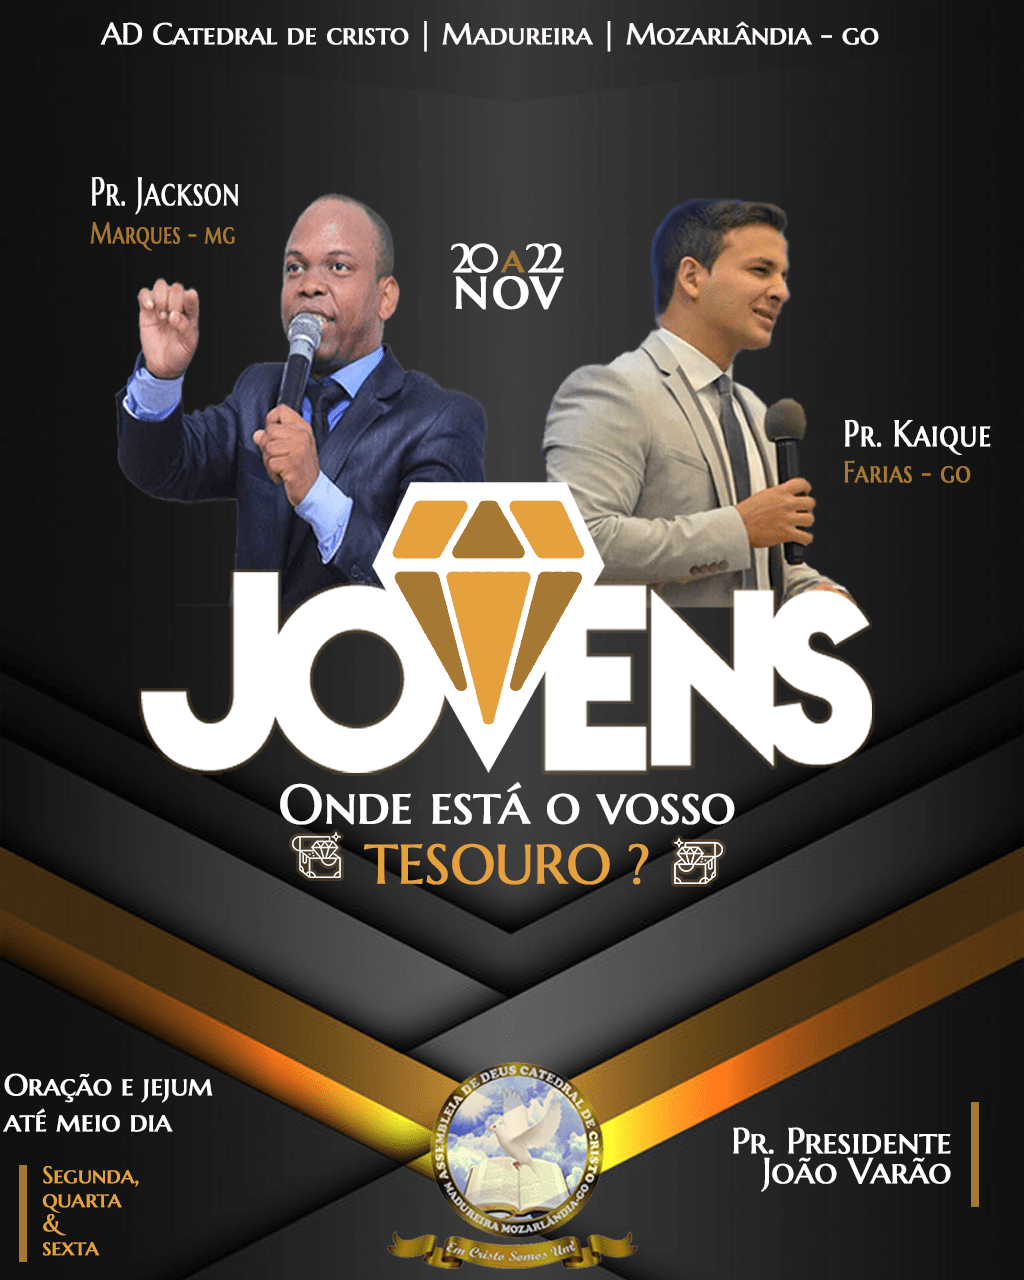 AD Catedral de cristo | Madureira | Mozarlândia - go
Pr. Jackson
Marques - mg
20 a 22
NOV
Pr. Kaique
Farias - go
JOVENS
Onde está o vosso
TESOURO ?
Oração e jejum
até meio dia
Segunda,
quarta
&
sexta
ASSEMBLEIA DE DEUS CATEDRAL DE CRISTO
MADUREIRA MOZARLÂNDIA-GO
Em Cristo Somos Um!
Pr. Presidente
João Varão